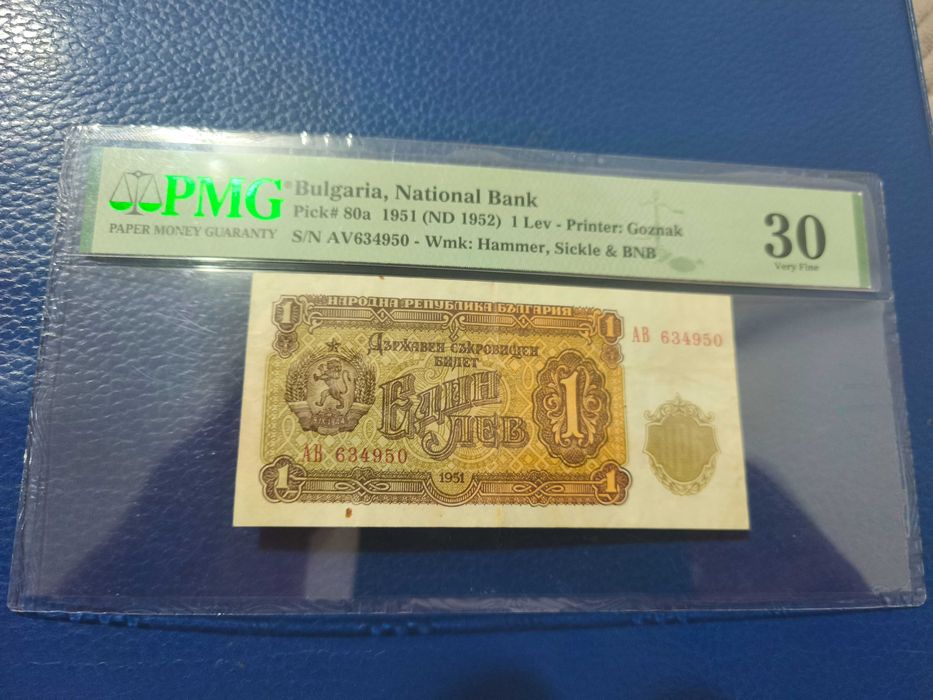 PMG
PAPER MONEY GUARANTY
Bulgaria, National Bank
Pick# 80a 1951 (ND 1952) 1 Lev - Printer: Goznak
S/N AV634950 - Wmk: Hammer, Sickle & BNB
30
Very Fine
НАРОДНА РЕПУБЛИКА БЪЛГАРИЯ
1
1
АВ 634950
ДЪРЖАВЕН СЪКРОВИЩЕН
БИЛЕТ
ЕДИН
ЛЕВ
1
АВ 634950
1951
1
1